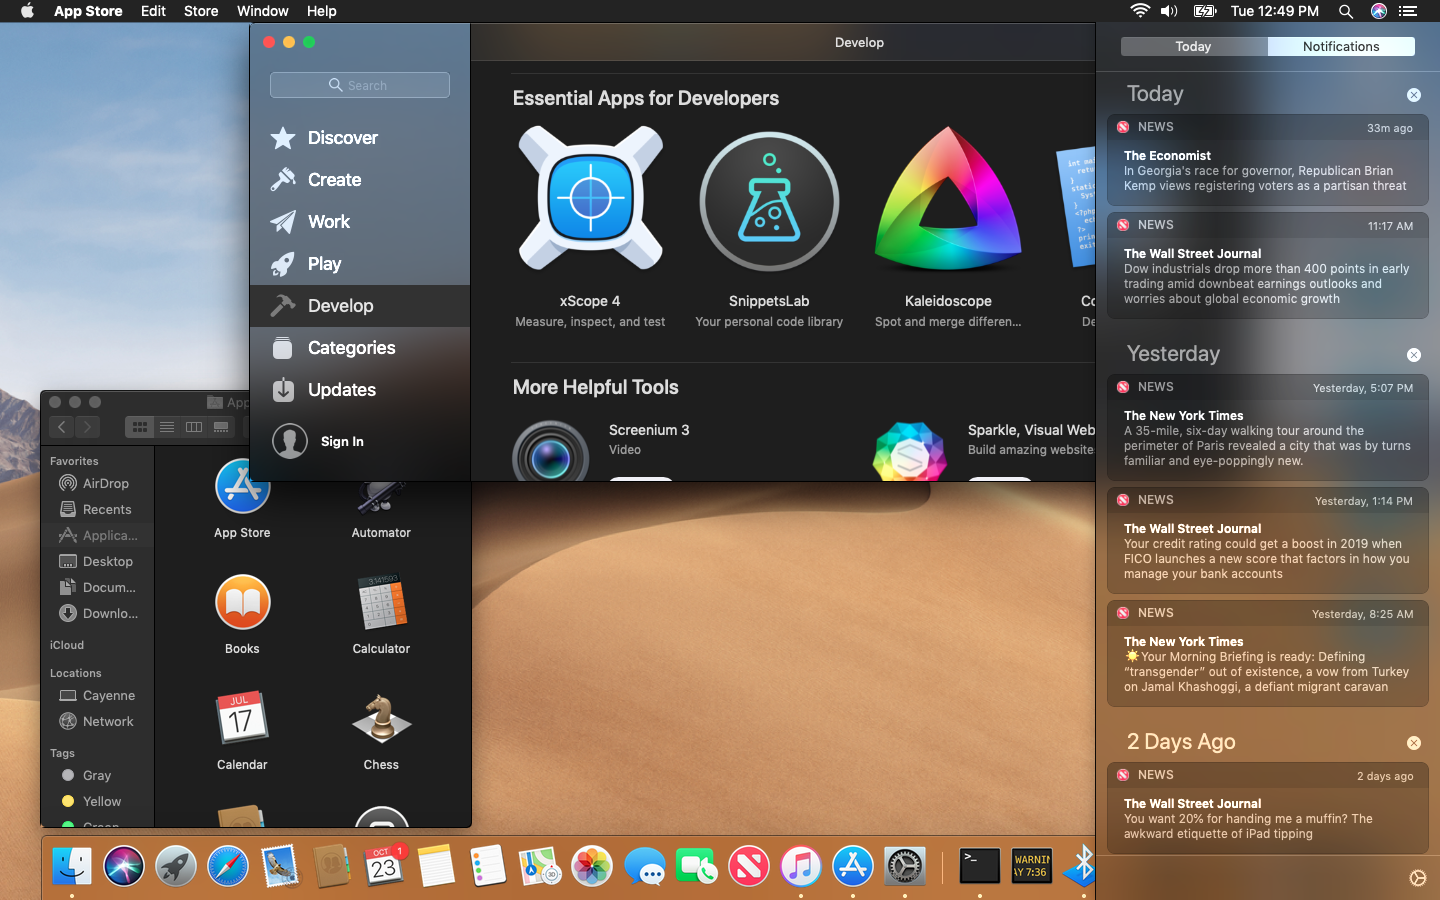 App Store Edit Store Window Help
Tue 12:49 PM
Search
Discover
Create
Work
Play
Develop
Categories
Updates
Sign In
Develop
Essential Apps for Developers
xScope 4
Measure, inspect, and test
SnippetsLab
Your personal code library
Kaleidoscope
Spot and merge differen...
Co
De
More Helpful Tools
Screenium 3
Video
Sparkle, Visual Web
Build amazing website
App
Favorites
AirDrop
Recents
Applica...
Desktop
Docum...
Downlo...
iCloud
Locations
Cayenne
Network
Tags
Gray
Yellow
Green
App Store
Automator
Books
Calculator
JUL
17
Calendar
Chess
Today Notifications
Today
NEWS 33m ago
The Economist
In Georgia's race for governor, Republican Brian
Kemp views registering voters as a partisan threat
NEWS 11:17 AM
The Wall Street Journal
Dow industrials drop more than 400 points in early
trading amid downbeat earnings outlooks and
worries about global economic growth
Yesterday
NEWS Yesterday, 5:07 PM
The New York Times
A 35-mile, six-day walking tour around the
perimeter of Paris revealed a city that was by turns
familiar and eye-poppingly new.
NEWS Yesterday, 1:14 PM
The Wall Street Journal
Your credit rating could get a boost in 2019 when
FICO launches a new score that factors in how you
manage your bank accounts
NEWS Yesterday, 8:25 AM
The New York Times
☀️Your Morning Briefing is ready: Defining
“transgender” out of existence, a vow from Turkey
on Jamal Khashoggi, a defiant migrant caravan
2 Days Ago
NEWS 2 days ago
The Wall Street Journal
You want 20% for handing me a muffin? The
awkward etiquette of iPad tipping
OCT
23
1
3D
>_
WARNIN
AY 7:36